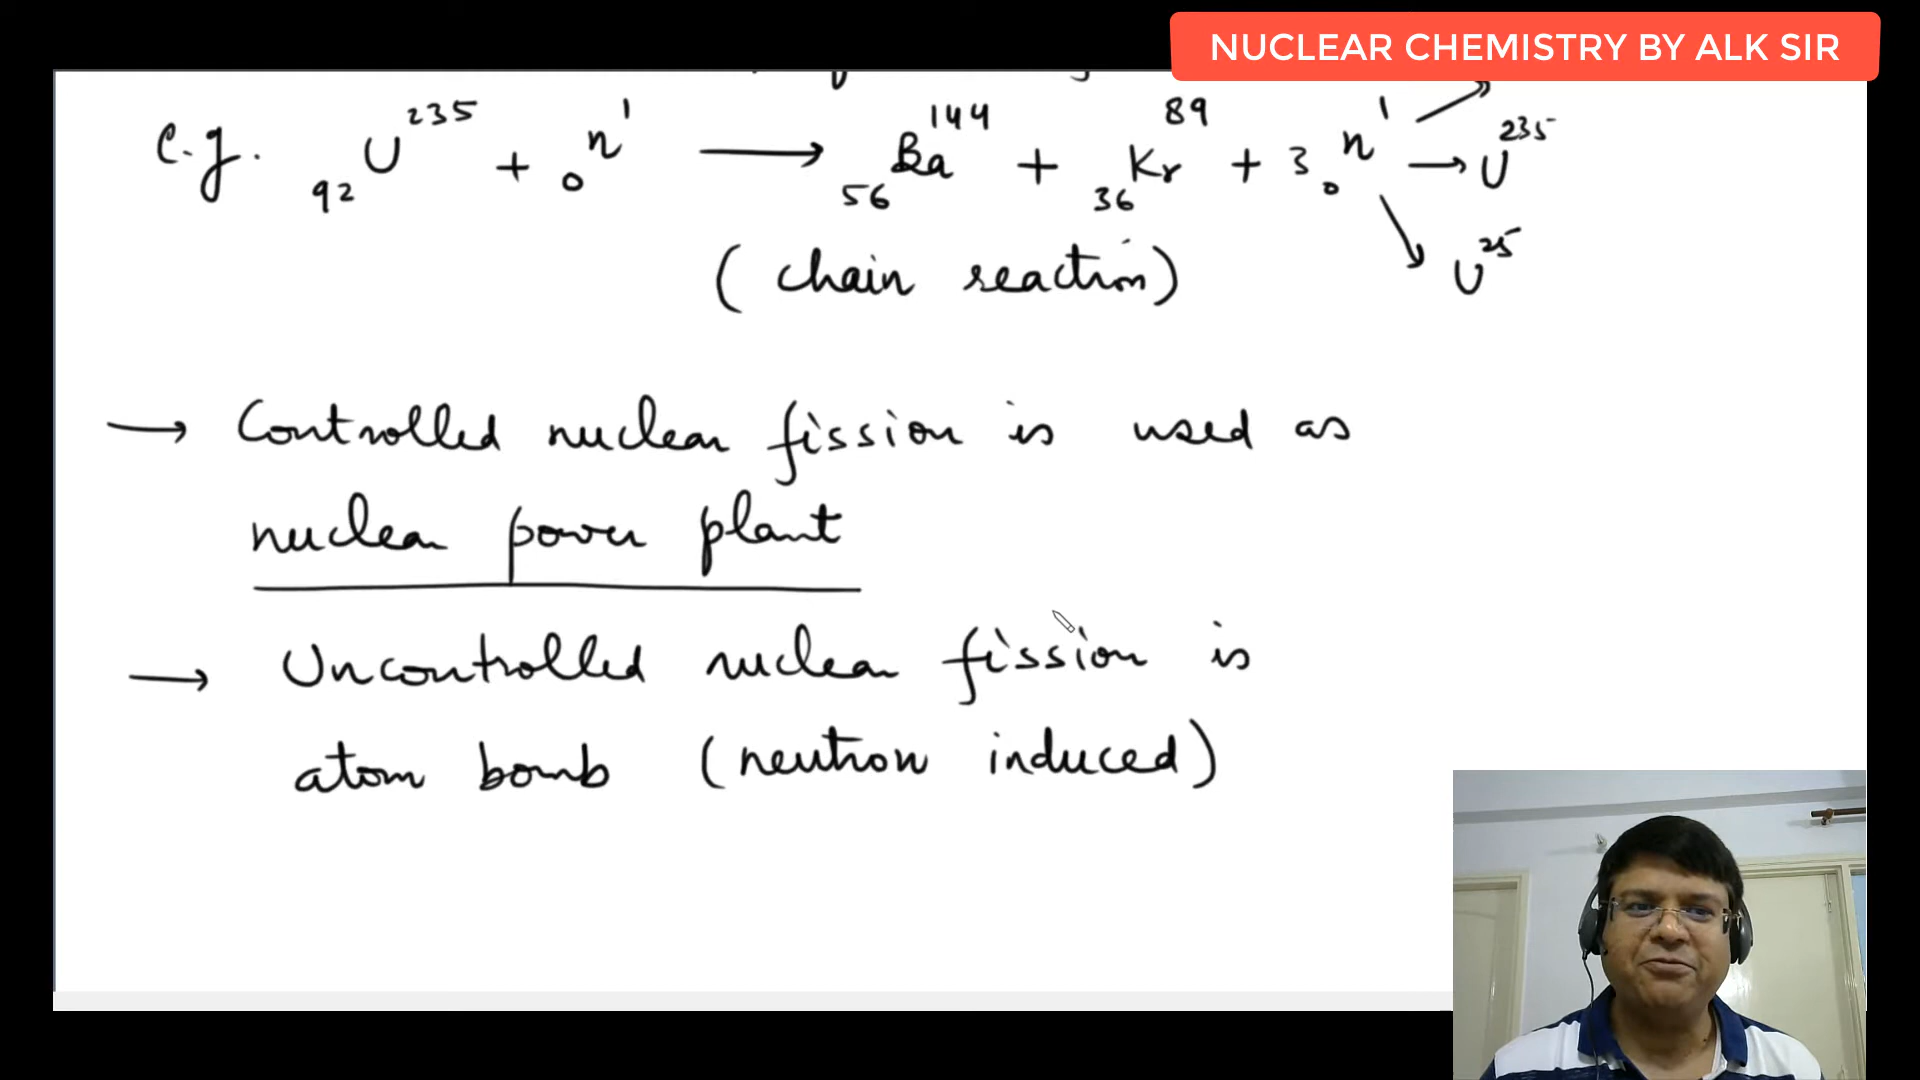 NUCLEAR CHEMISTRY BY ALK SIR
e.g. ₉₂U²³⁵ + ₀n¹ ⟶ ₅₆Ba¹⁴⁴ + ₃₆Kr⁸⁹ + 3 ₀n¹ → U²³⁵
U²⁵
(chain reaction)
→ Controlled nuclear fission is used as
nuclear power plant
→ Uncontrolled nuclear fission is
atom bomb (neutron induced)